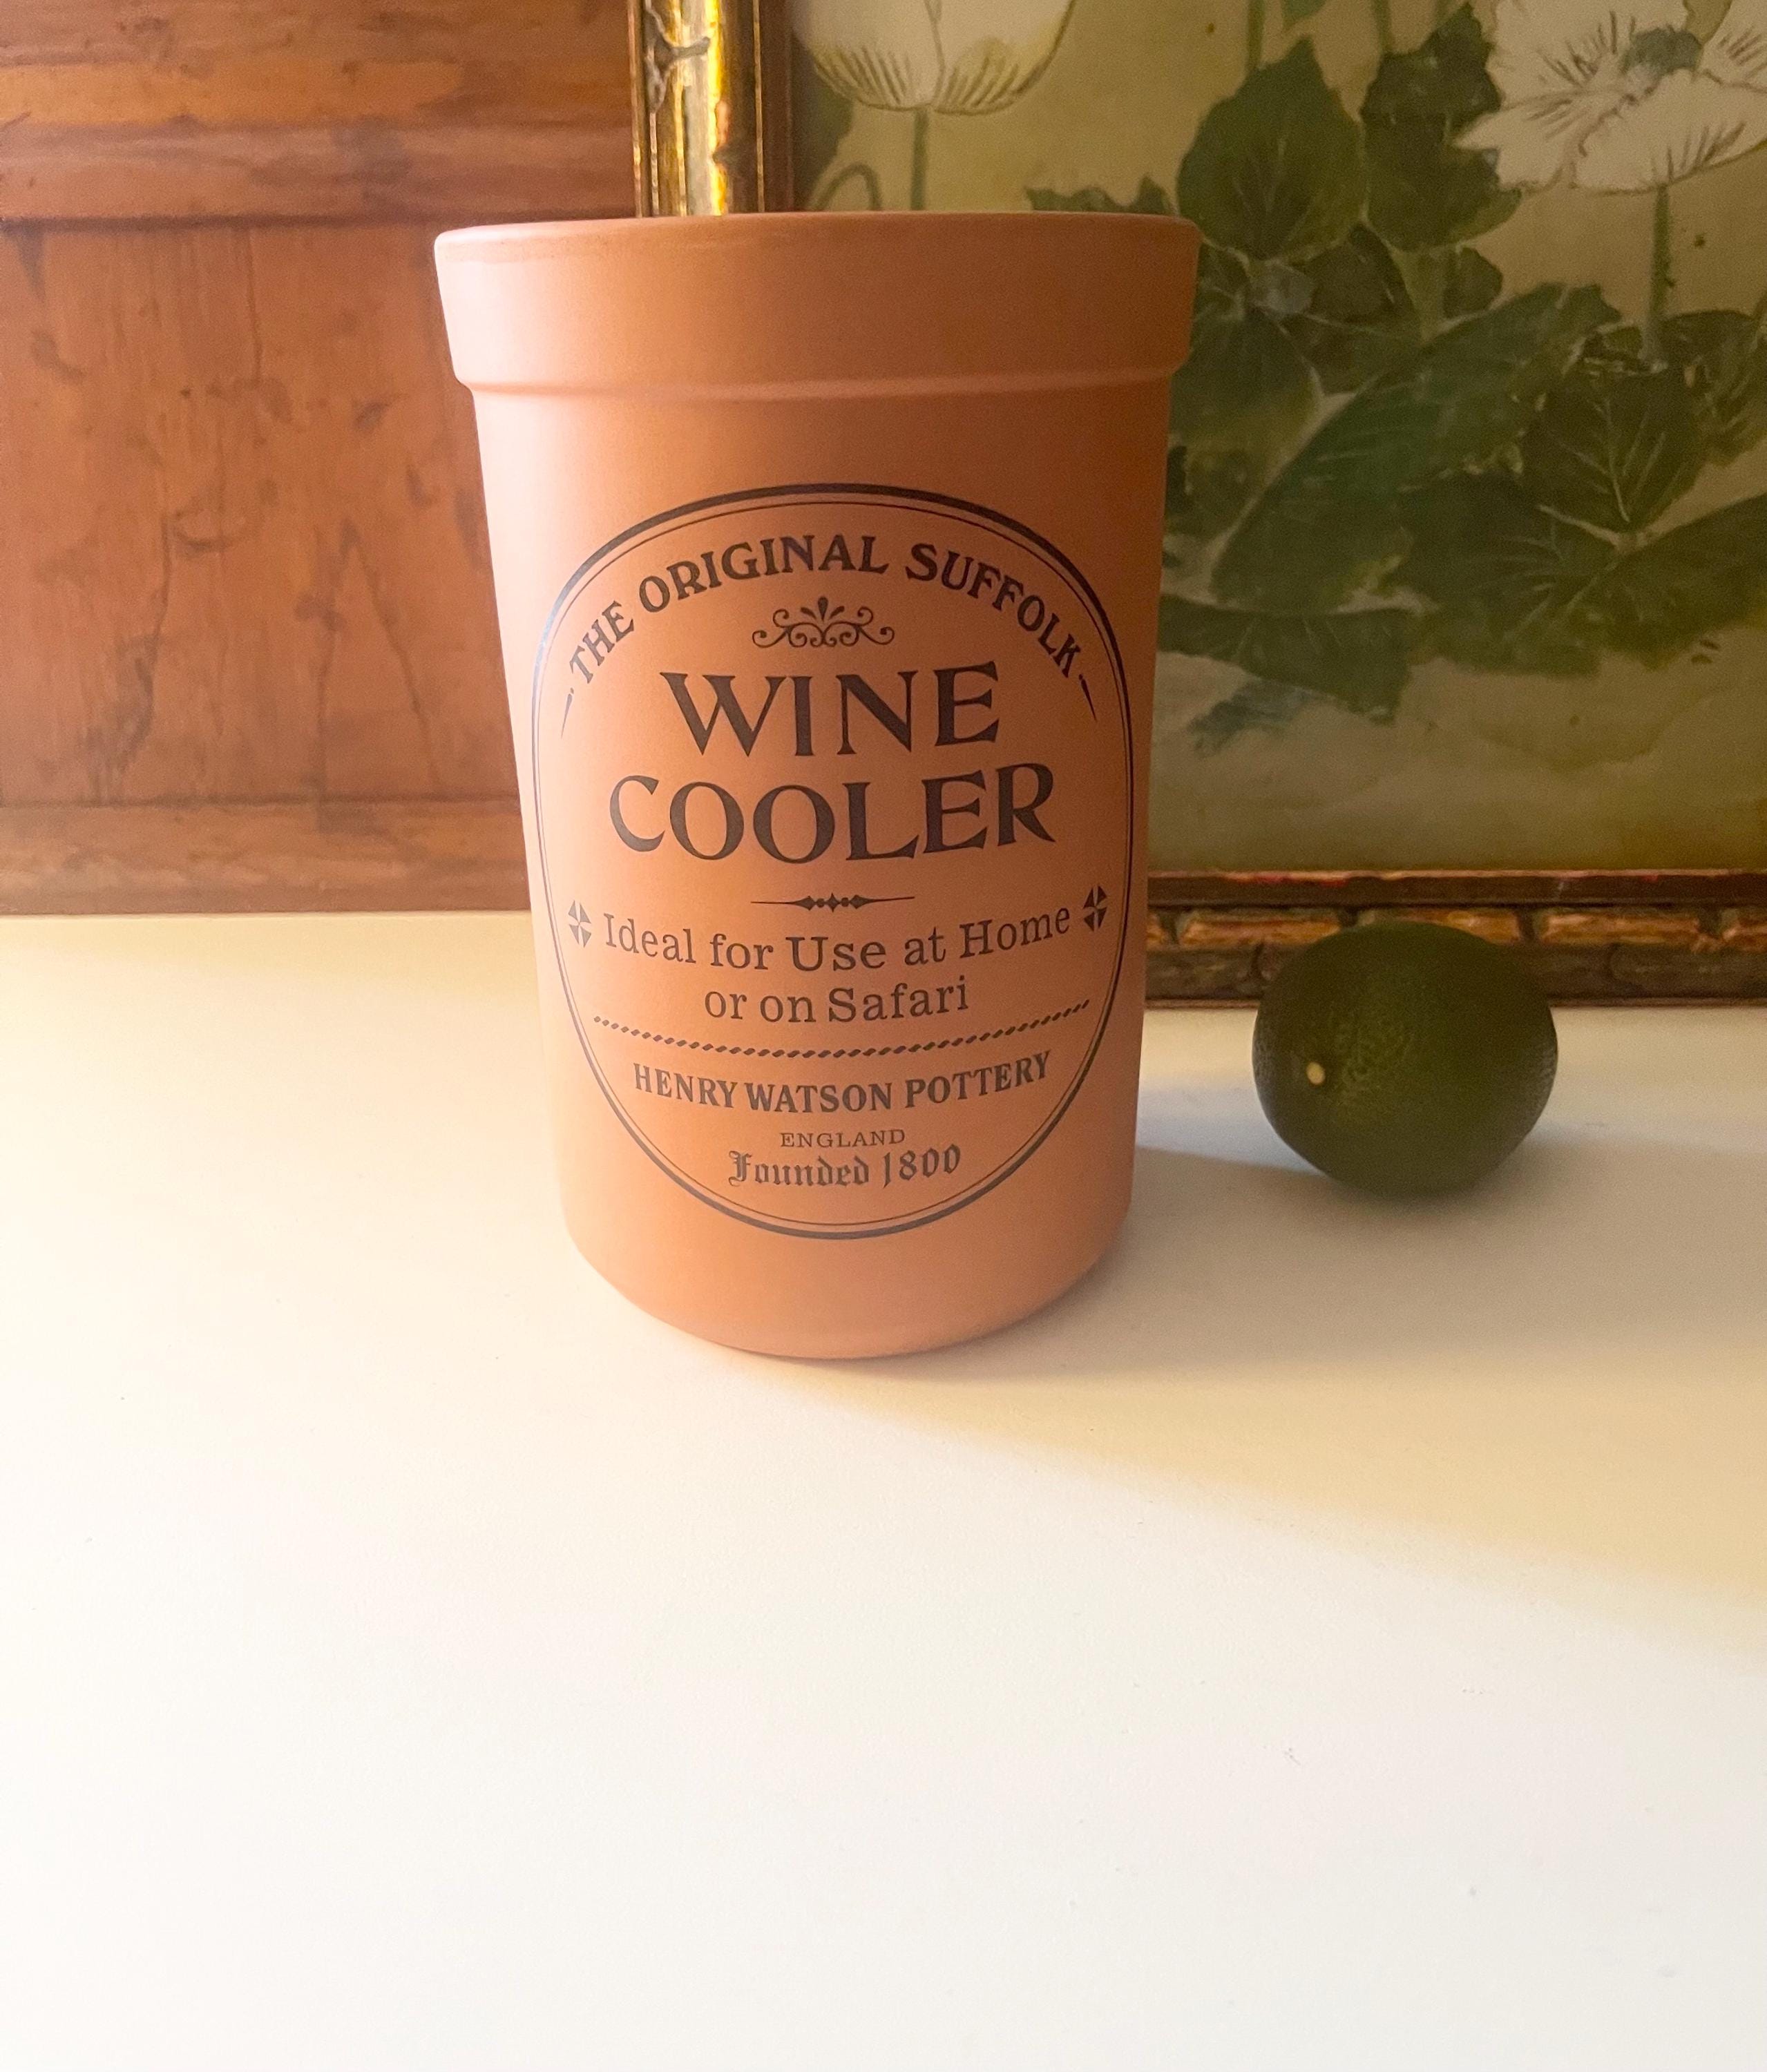 THE ORIGINAL SUFFOLK
WINE
COOLER
Ideal for Use at Home
or on Safari
HENRY WATSON POTTERY
ENGLAND
Founded 1800